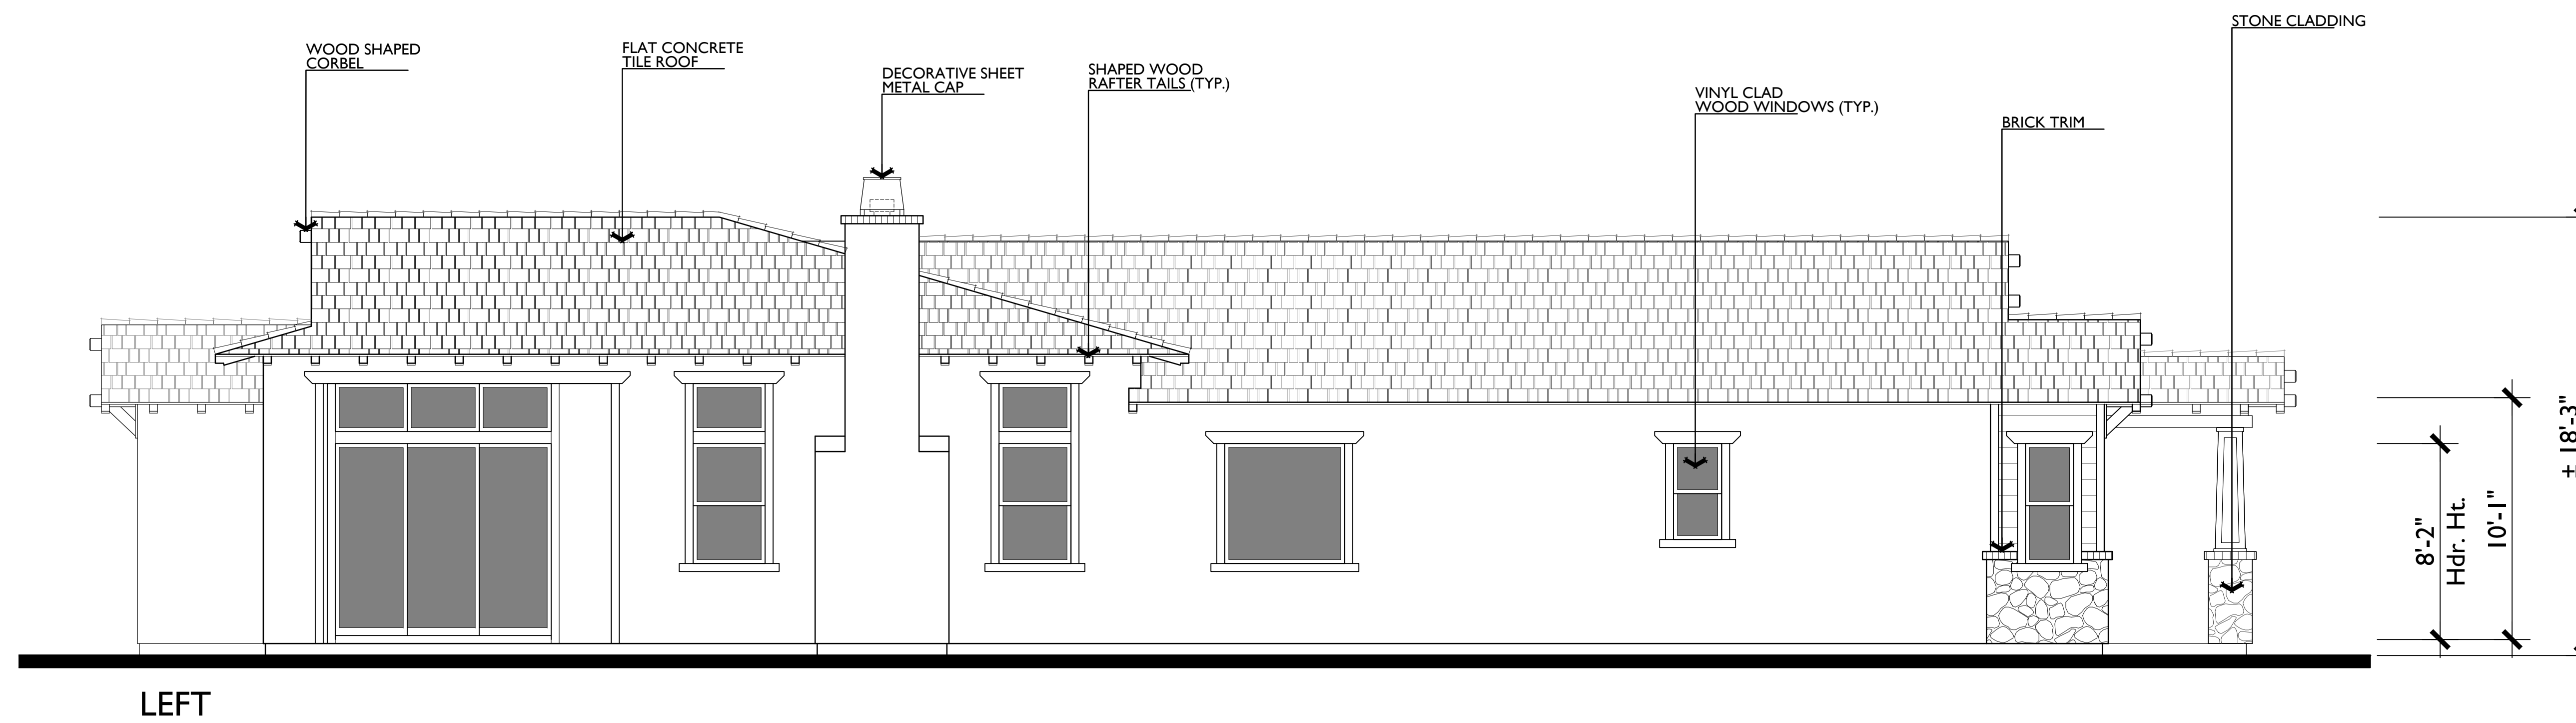 STONE CLADDING
WOOD SHAPED
CORBEL
FLAT CONCRETE
TILE ROOF
DECORATIVE SHEET
METAL CAP
SHAPED WOOD
RAFTER TAILS (TYP.)
VINYL CLAD
WOOD WINDOWS (TYP.)
BRICK TRIM
8'-2"
Hdr. Ht.
10'-1"
± 18'-3"
LEFT